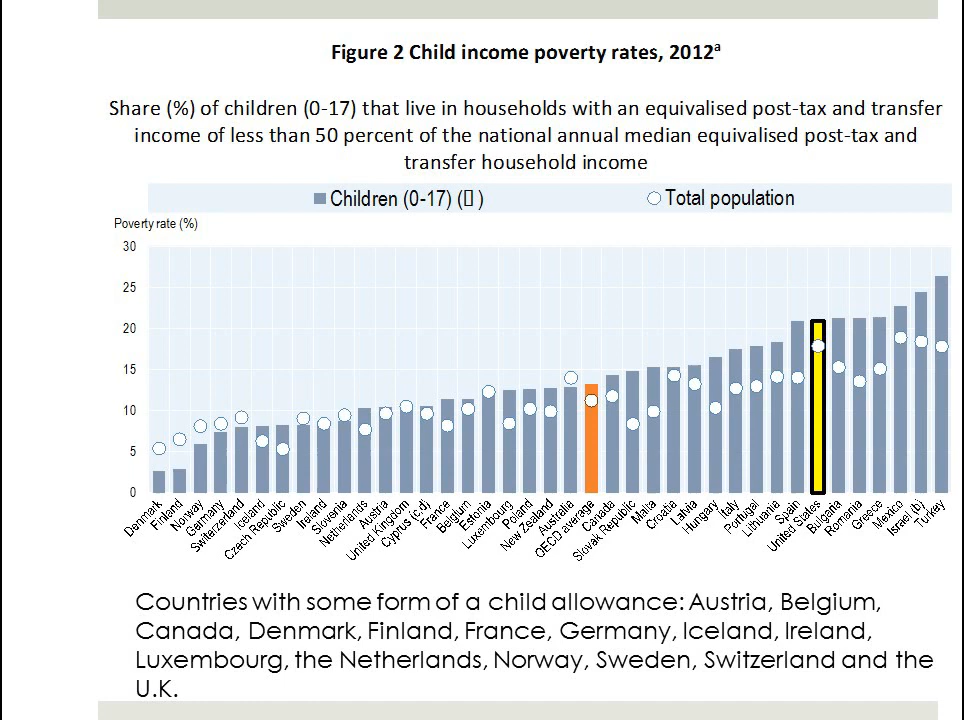 Figure 2 Child income poverty rates, 2012a
Share (%) of children (0-17) that live in households with an equivalised post-tax and transfer
income of less than 50 percent of the national annual median equivalised post-tax and
transfer household income
Children (0-17) (▯ )
Total population
Poverty rate (%)
30
25
20
15
10
5
0
Denmark
Finland
Norway
Germany
Switzerland
Iceland
Czech Republic
Sweden
Ireland
Slovenia
Netherlands
Austria
United Kingdom
Cyprus (c,d)
France
Belgium
Estonia
Luxembourg
Poland
New Zealand
Australia
OECD average
Canada
Slovak Republic
Malta
Croatia
Latvia
Hungary
Italy
Portugal
Lithuania
Spain
United States
Bulgaria
Romania
Greece
Mexico
Israel (b)
Turkey
Countries with some form of a child allowance: Austria, Belgium,
Canada, Denmark, Finland, France, Germany, Iceland, Ireland,
Luxembourg, the Netherlands, Norway, Sweden, Switzerland and the
U.K.